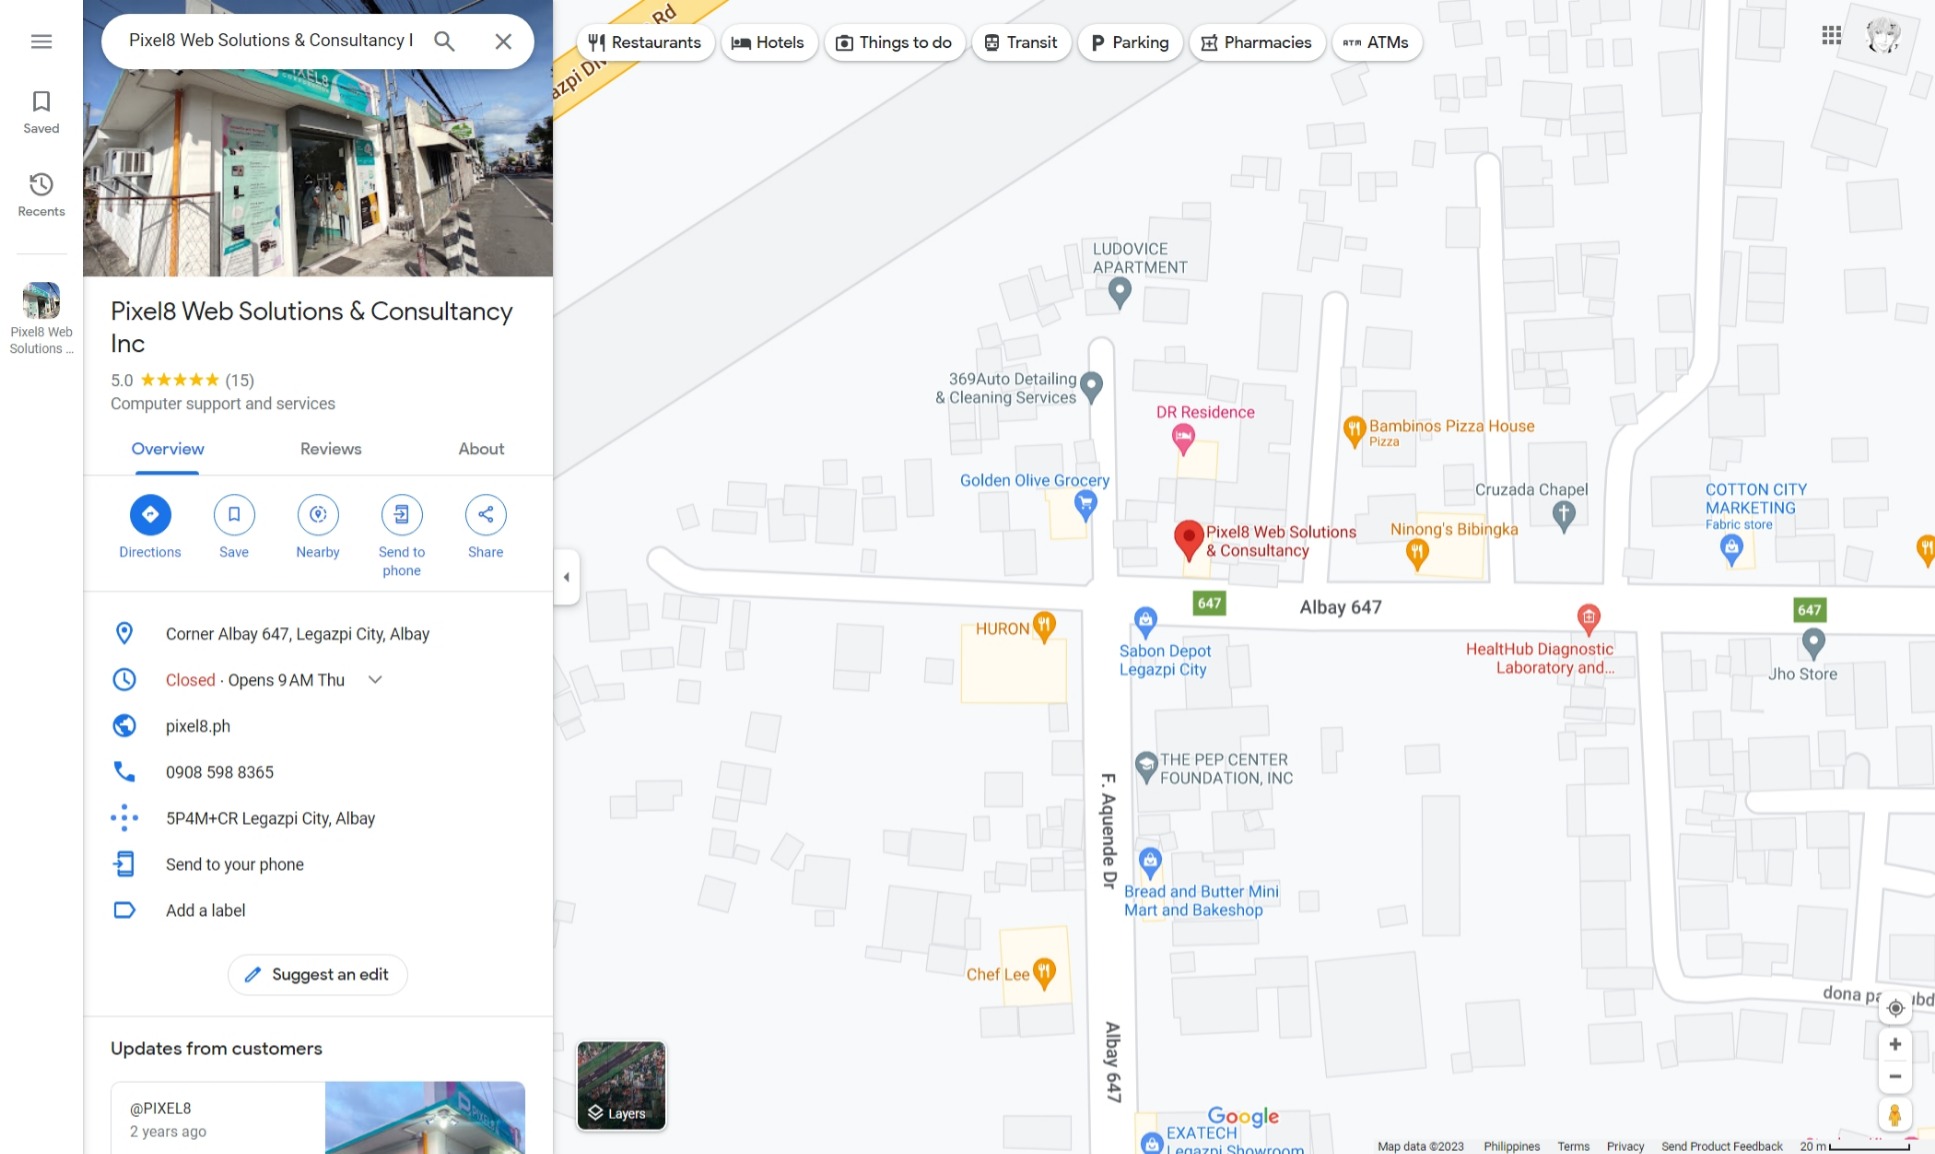 Pixel8 Web Solutions & Consultancy I
Restaurants
Hotels
Things to do
Transit
Parking
Pharmacies
ATM ATMs
Saved
Recents
Pixel8 Web
Solutions ...
PIXEL8
Pixel8 Web Solutions & Consultancy
Inc
5.0 (15)
Computer support and services
Overview
Reviews
About
Directions
Save
Nearby
Send to
phone
Share
Corner Albay 647, Legazpi City, Albay
Closed · Opens 9 AM Thu
pixel8.ph
0908 598 8365
5P4M+CR Legazpi City, Albay
Send to your phone
Add a label
Suggest an edit
Updates from customers
@PIXEL8
2 years ago
PIXEL
Rd
LUDOVICE
APARTMENT
369Auto Detailing
& Cleaning Services
DR Residence
Bambinos Pizza House
Pizza
Golden Olive Grocery
Cruzada Chapel
COTTON CITY
MARKETING
Fabric store
Pixel8 Web Solutions
& Consultancy
Ninong's Bibingka
647
Albay 647
647
HURON
Sabon Depot
Legazpi City
HealtHub Diagnostic
Laboratory and...
Jho Store
THE PEP CENTER
FOUNDATION, INC
F. Aquende Dr
Bread and Butter Mini
Mart and Bakeshop
Chef Lee
dona
Albay 647
Layers
Google
EXATECH
Legazpi Showroom
Map data ©2023
Philippines
Terms
Privacy
Send Product Feedback
20 m